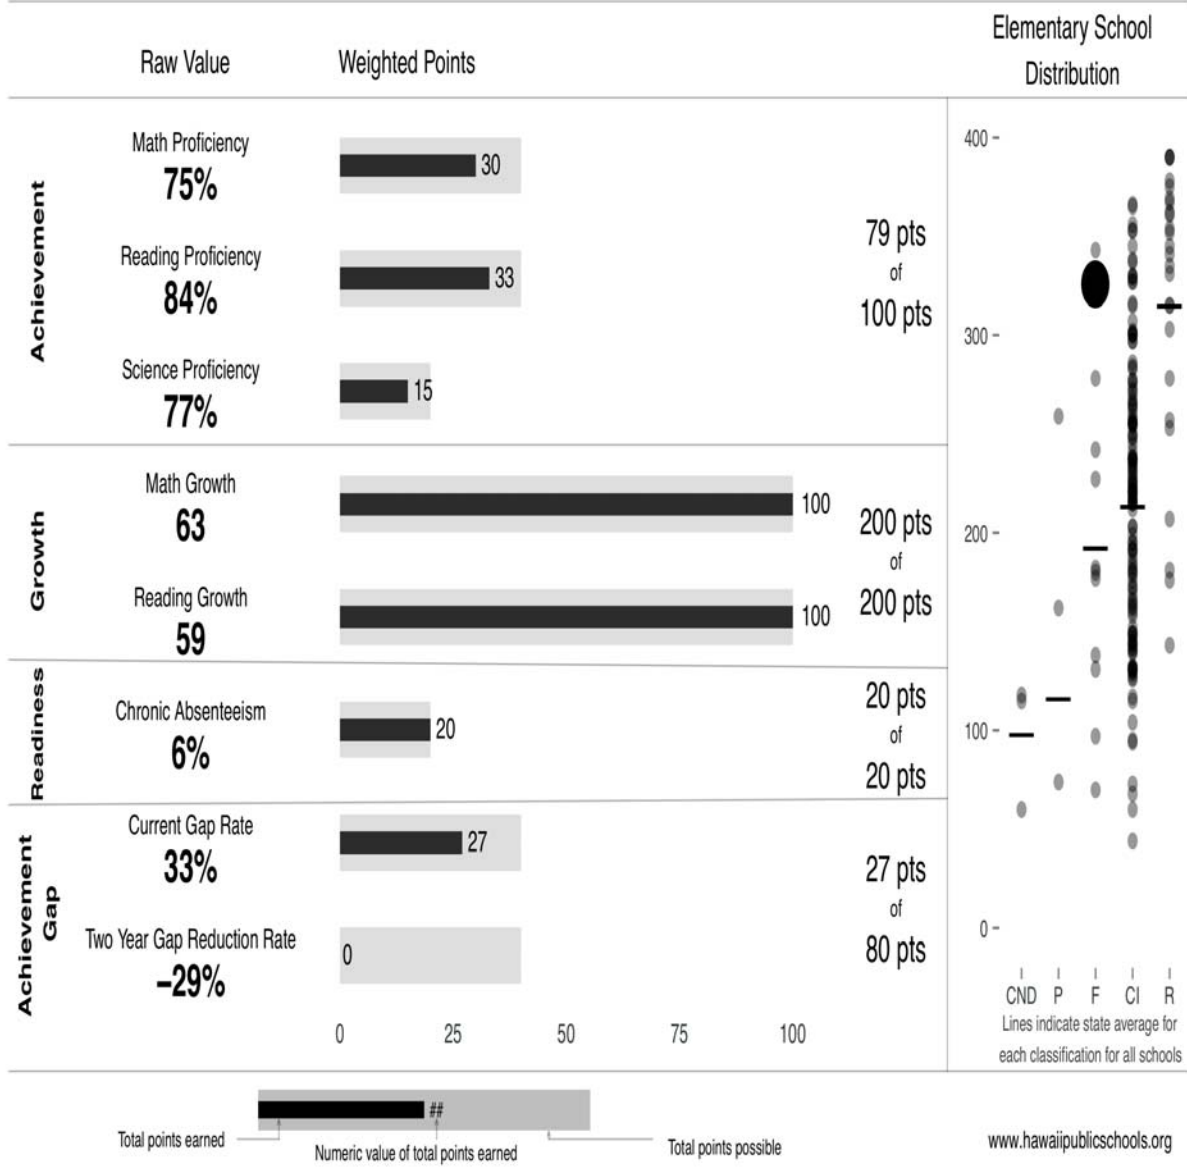 Raw Value
Weighted Points
Elementary School
Distribution
Achievement
Math Proficiency
75%
30
Reading Proficiency
84%
33
Science Proficiency
77%
15
79 pts
of
100 pts
Growth
Math Growth
63
100
Reading Growth
59
100
200 pts
of
200 pts
Readiness
Chronic Absenteeism
6%
20
20 pts
of
20 pts
Achievement
Gap
Current Gap Rate
33%
27
Two Year Gap Reduction Rate
–29%
0
27 pts
of
80 pts
0 25 50 75 100
400
300
200
100
0
CND P F CI R
Lines indicate state average for
each classification for all schools
##
Total points earned
Numeric value of total points earned
Total points possible
www.hawaiipublicschools.org